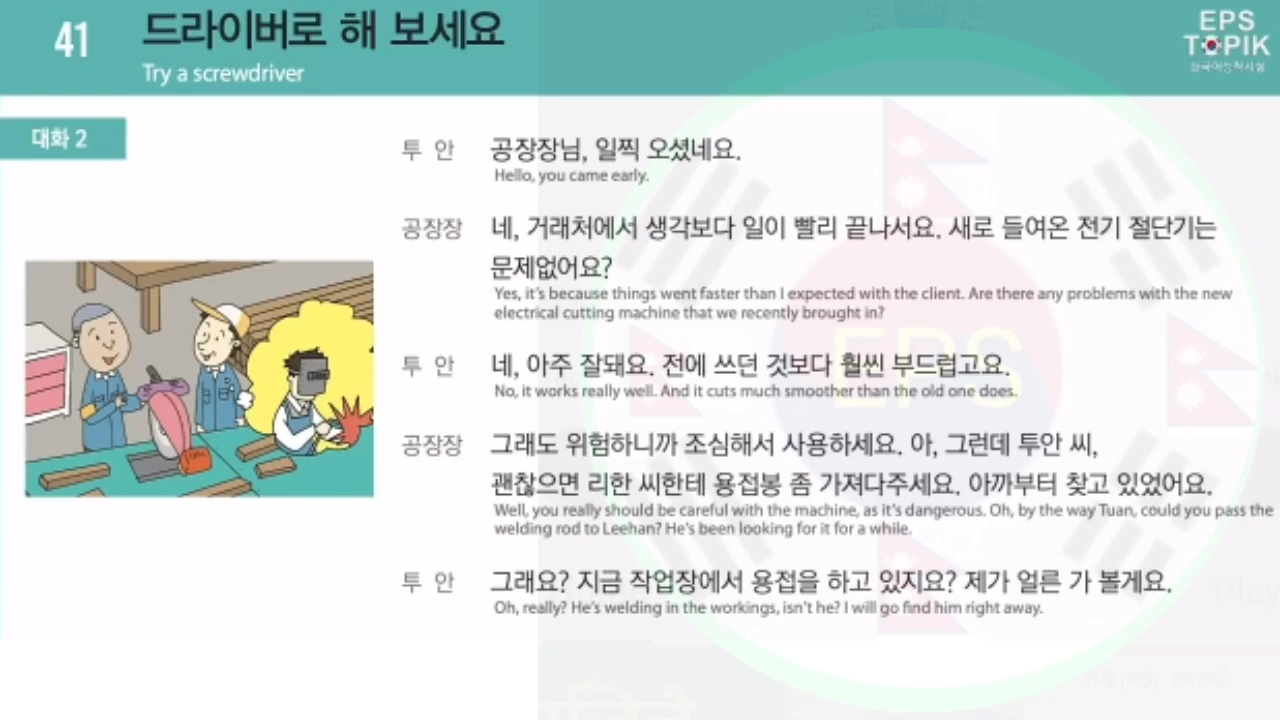 41
드라이버로 해 보세요
Try a screwdriver
EPS
TOPIK
한국어능력시험
대화 2
투 안 공장장님, 일찍 오셨네요.
Hello, you came early.
공장장 네, 거래처에서 생각보다 일이 빨리 끝나서요. 새로 들여온 전기 절단기는
문제없어요?
Yes, it's because things went faster than I expected with the client. Are there any problems with the new
electrical cutting machine that we recently brought in?
투 안 네, 아주 잘돼요. 전에 쓰던 것보다 훨씬 부드럽고요.
No, it works really well. And it cuts much smoother than the old one does.
공장장 그래도 위험하니까 조심해서 사용하세요. 아, 그런데 투안 씨,
괜찮으면 리한 씨한테 용접봉 좀 가져다주세요. 아까부터 찾고 있었어요.
Well, you really should be careful with the machine, as it's dangerous. Oh, by the way Tuan, could you pass the
welding rod to Leehan? He's been looking for it for a while.
투 안 그래요? 지금 작업장에서 용접을 하고 있지요? 제가 얼른 가 볼게요.
Oh, really? He's welding in the workings, isn't he? I will go find him right away.
EPS
Play